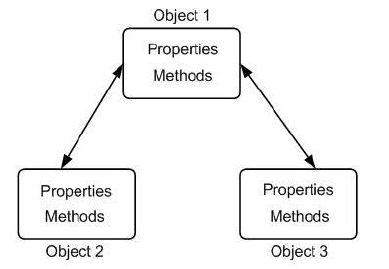 Object 1
Properties
Methods
Properties
Methods
Object 2
Properties
Methods
Object 3